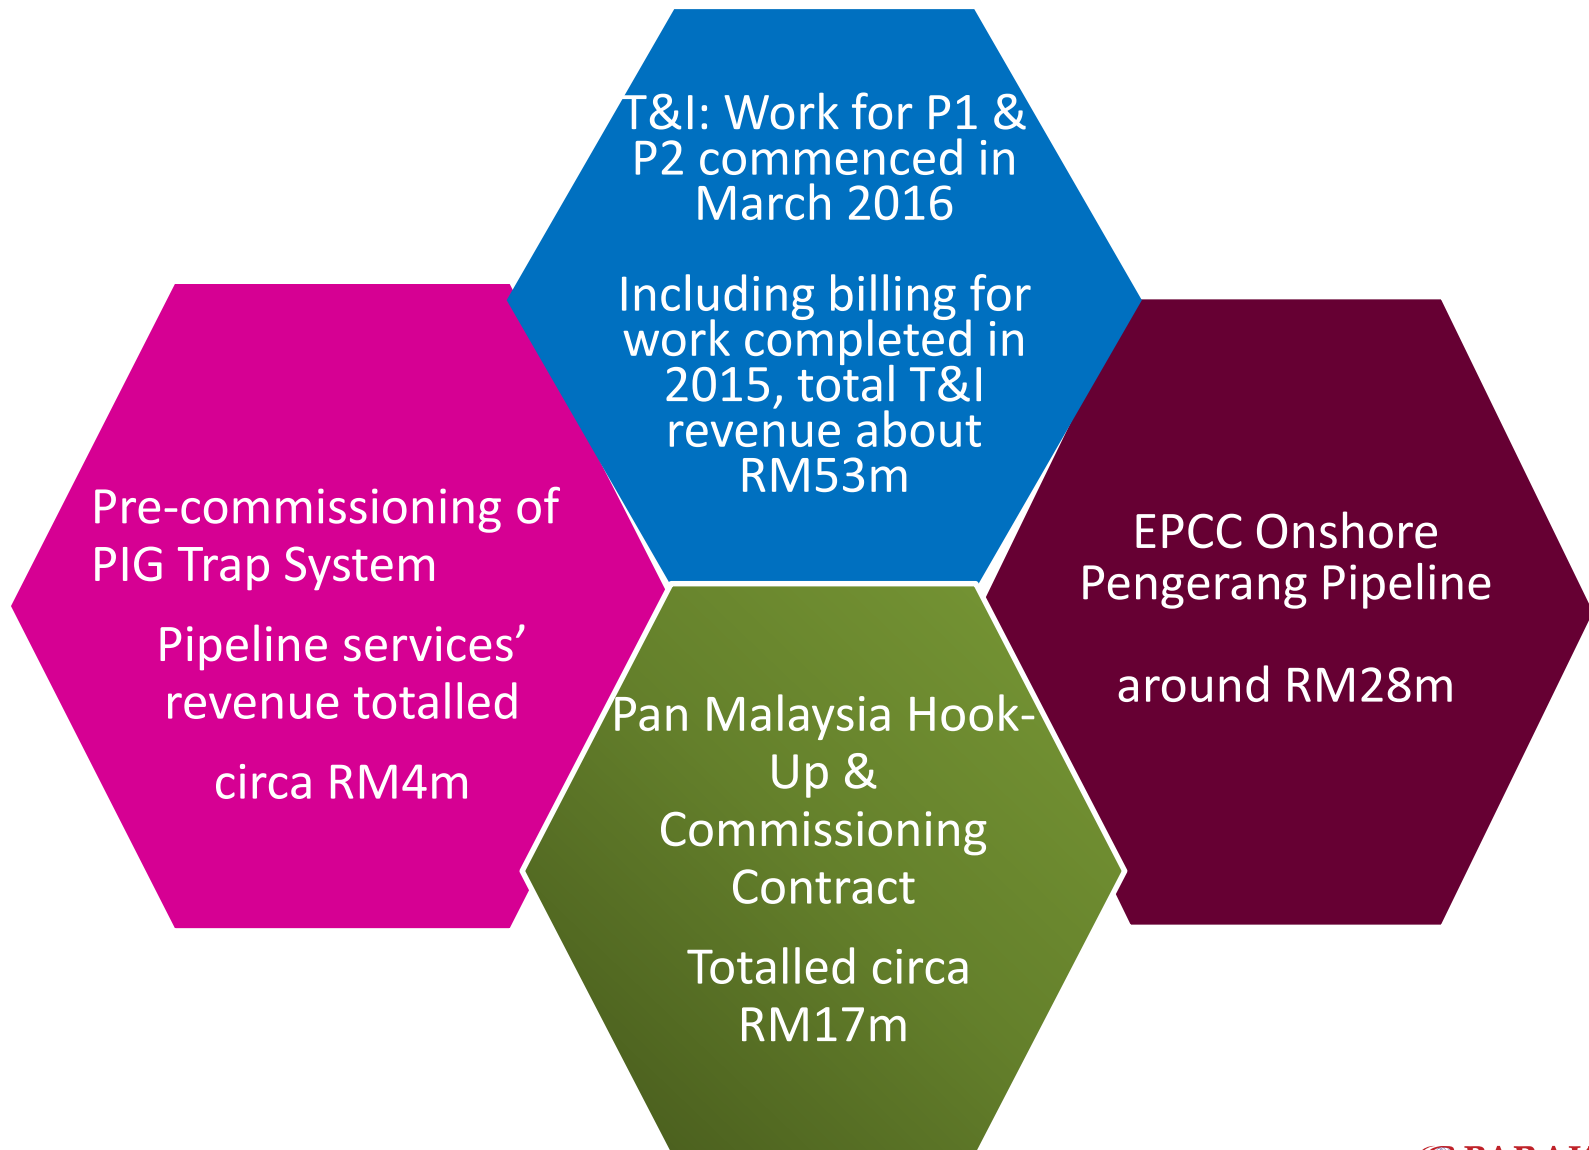 T&I: Work for P1 &
P2 commenced in
March 2016
Including billing for
work completed in
2015, total T&I
revenue about
RM53m
Pre-commissioning of
PIG Trap System
Pipeline services’
revenue totalled
circa RM4m
EPCC Onshore
Pengerang Pipeline
around RM28m
Pan Malaysia Hook-
Up &
Commissioning
Contract
Totalled circa
RM17m